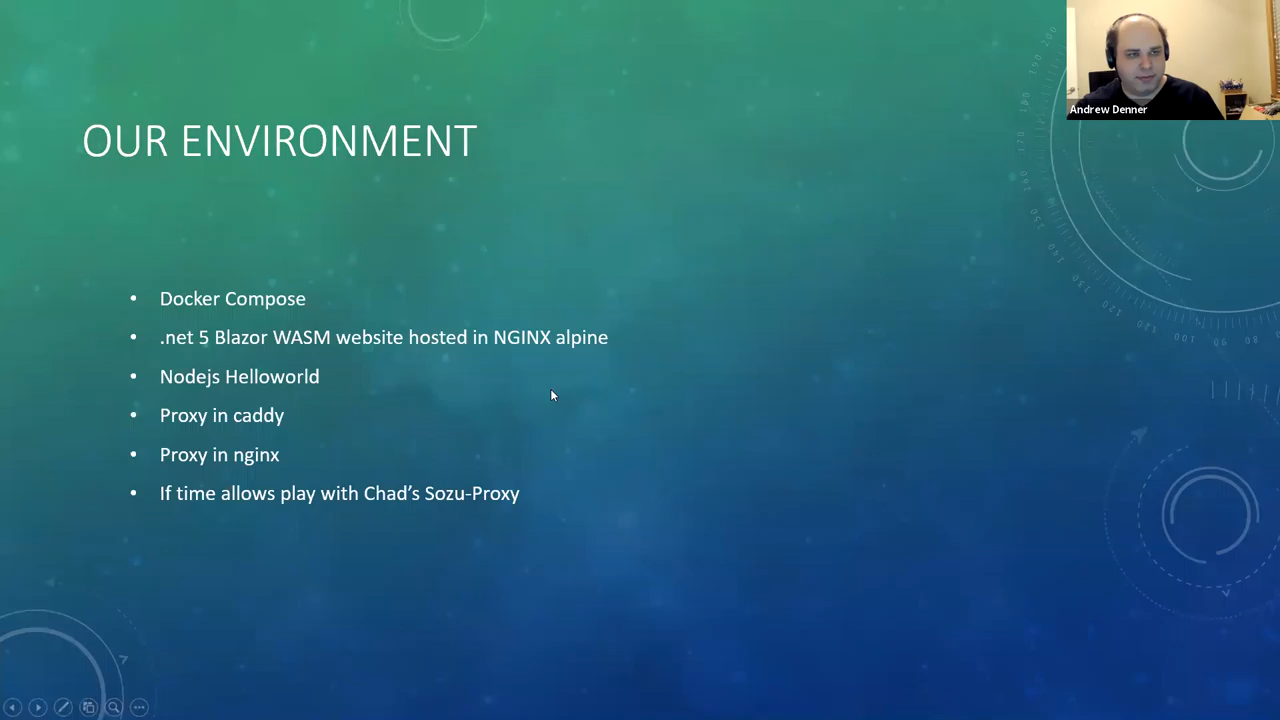 OUR ENVIRONMENT
Andrew Denner
• Docker Compose
• .net 5 Blazor WASM website hosted in NGINX alpine
• Nodejs Helloworld
• Proxy in caddy
• Proxy in nginx
• If time allows play with Chad’s Sozu-Proxy